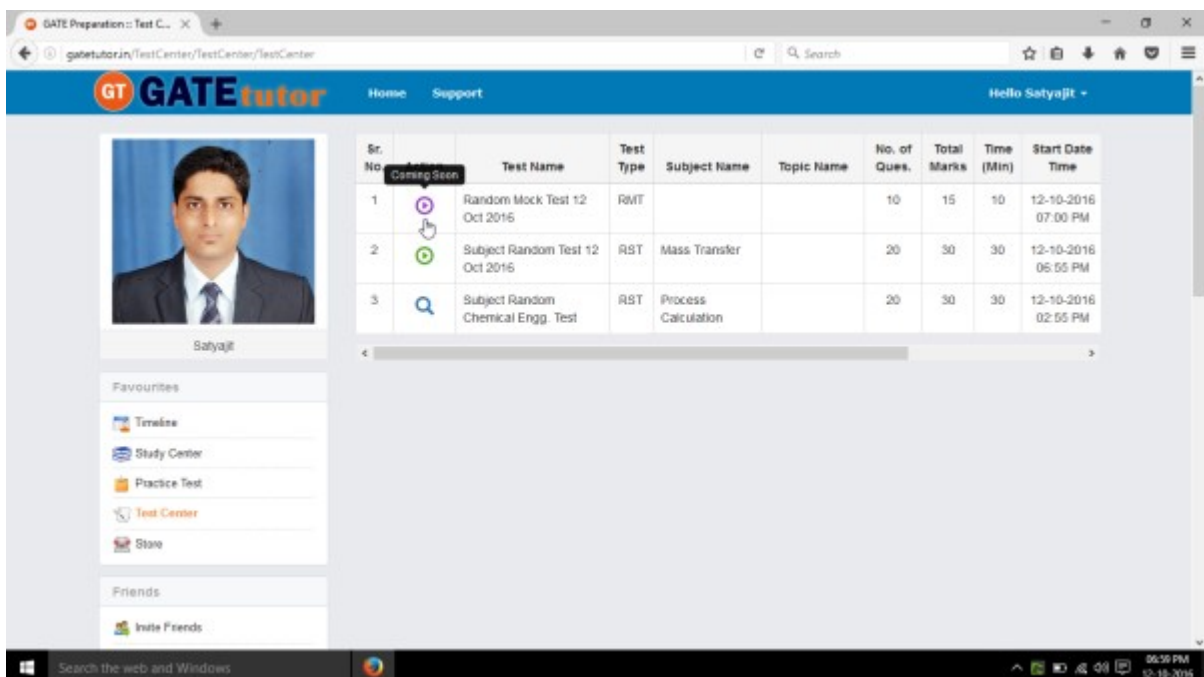 GATE Preparation :: Test C...
gatetutor.in/TestCenter/TestCenter/TestCenter
Search
GT GATEtutor
Home Support
Hello Satyajit
Sr. No. Test Name Test Type Subject Name Topic Name No. of Ques. Total Marks Time (Min) Start Date Time
Coming Soon
1 Random Mock Test 12 Oct 2016 RMT 10 15 10 12-10-2016 07:00 PM
2 Subject Random Test 12 Oct 2016 RST Mass Transfer 20 30 30 12-10-2016 06:55 PM
3 Subject Random Chemical Engg. Test RST Process Calculation 20 30 30 12-10-2016 02:55 PM
Satyajit
Favourites
Timeline
Study Center
Practice Test
Test Center
Store
Friends
Invite Friends
Search the web and Windows
06:59 PM
12-10-2016